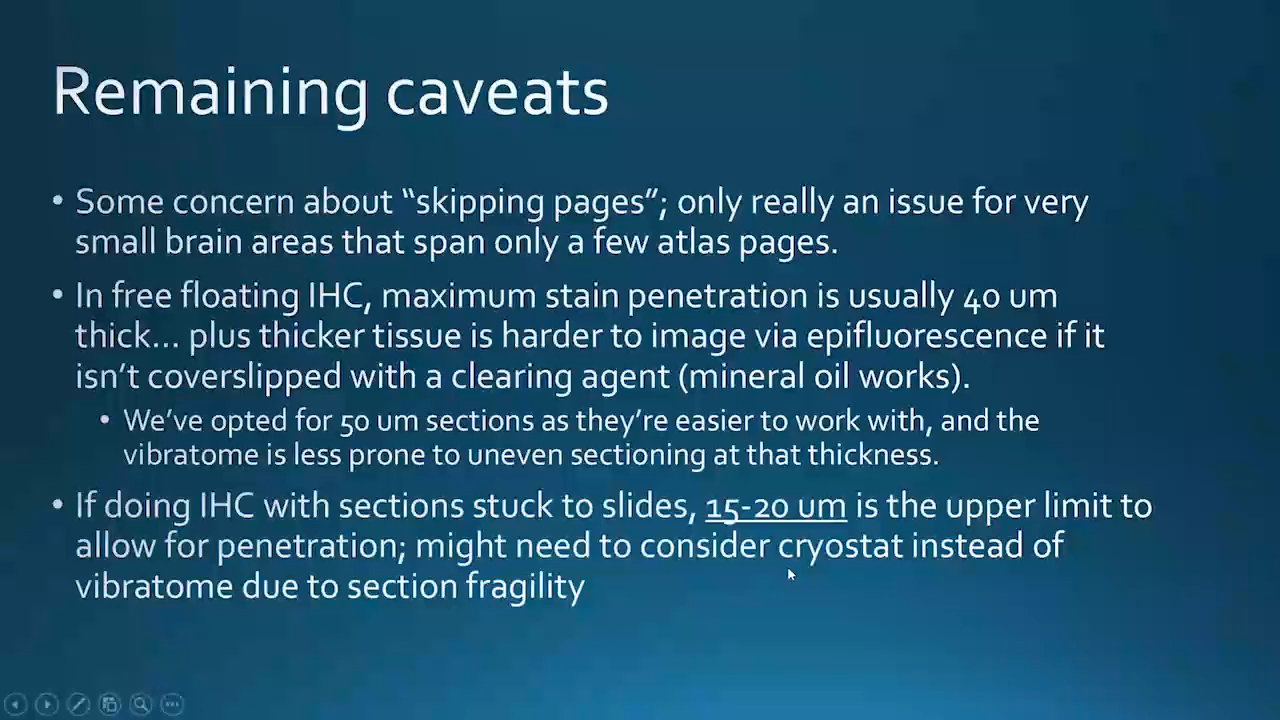 Remaining caveats
• Some concern about “skipping pages”; only really an issue for very
small brain areas that span only a few atlas pages.
• In free floating IHC, maximum stain penetration is usually 40 um
thick... plus thicker tissue is harder to image via epifluorescence if it
isn’t coverslipped with a clearing agent (mineral oil works).
• We’ve opted for 50 um sections as they’re easier to work with, and the
vibratome is less prone to uneven sectioning at that thickness.
• If doing IHC with sections stuck to slides, 15-20 um is the upper limit to
allow for penetration; might need to consider cryostat instead of
vibratome due to section fragility